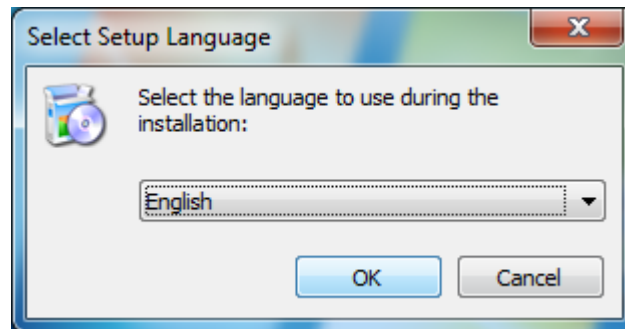 Select Setup Language
Select the language to use during the
installation:
English
OK
Cancel